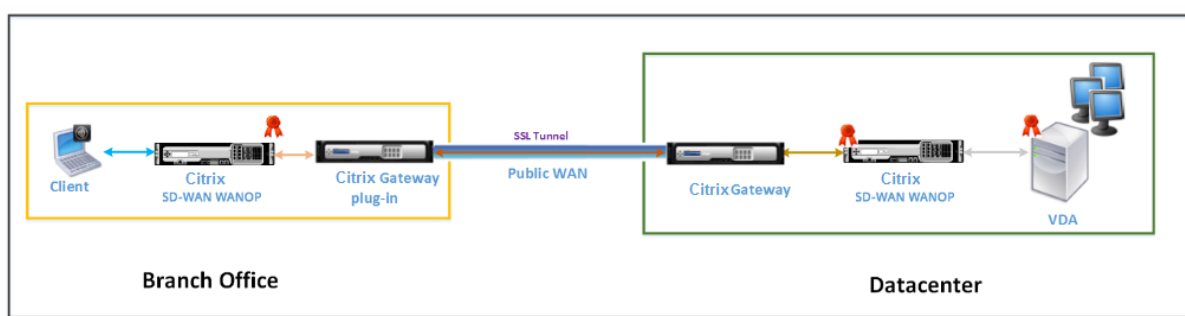 SSL Tunnel
Public WAN
Client
Citrix
SD-WAN WANOP
Citrix Gateway
plug-in
Citrix Gateway
Citrix
SD-WAN WANOP
VDA
Branch Office
Datacenter